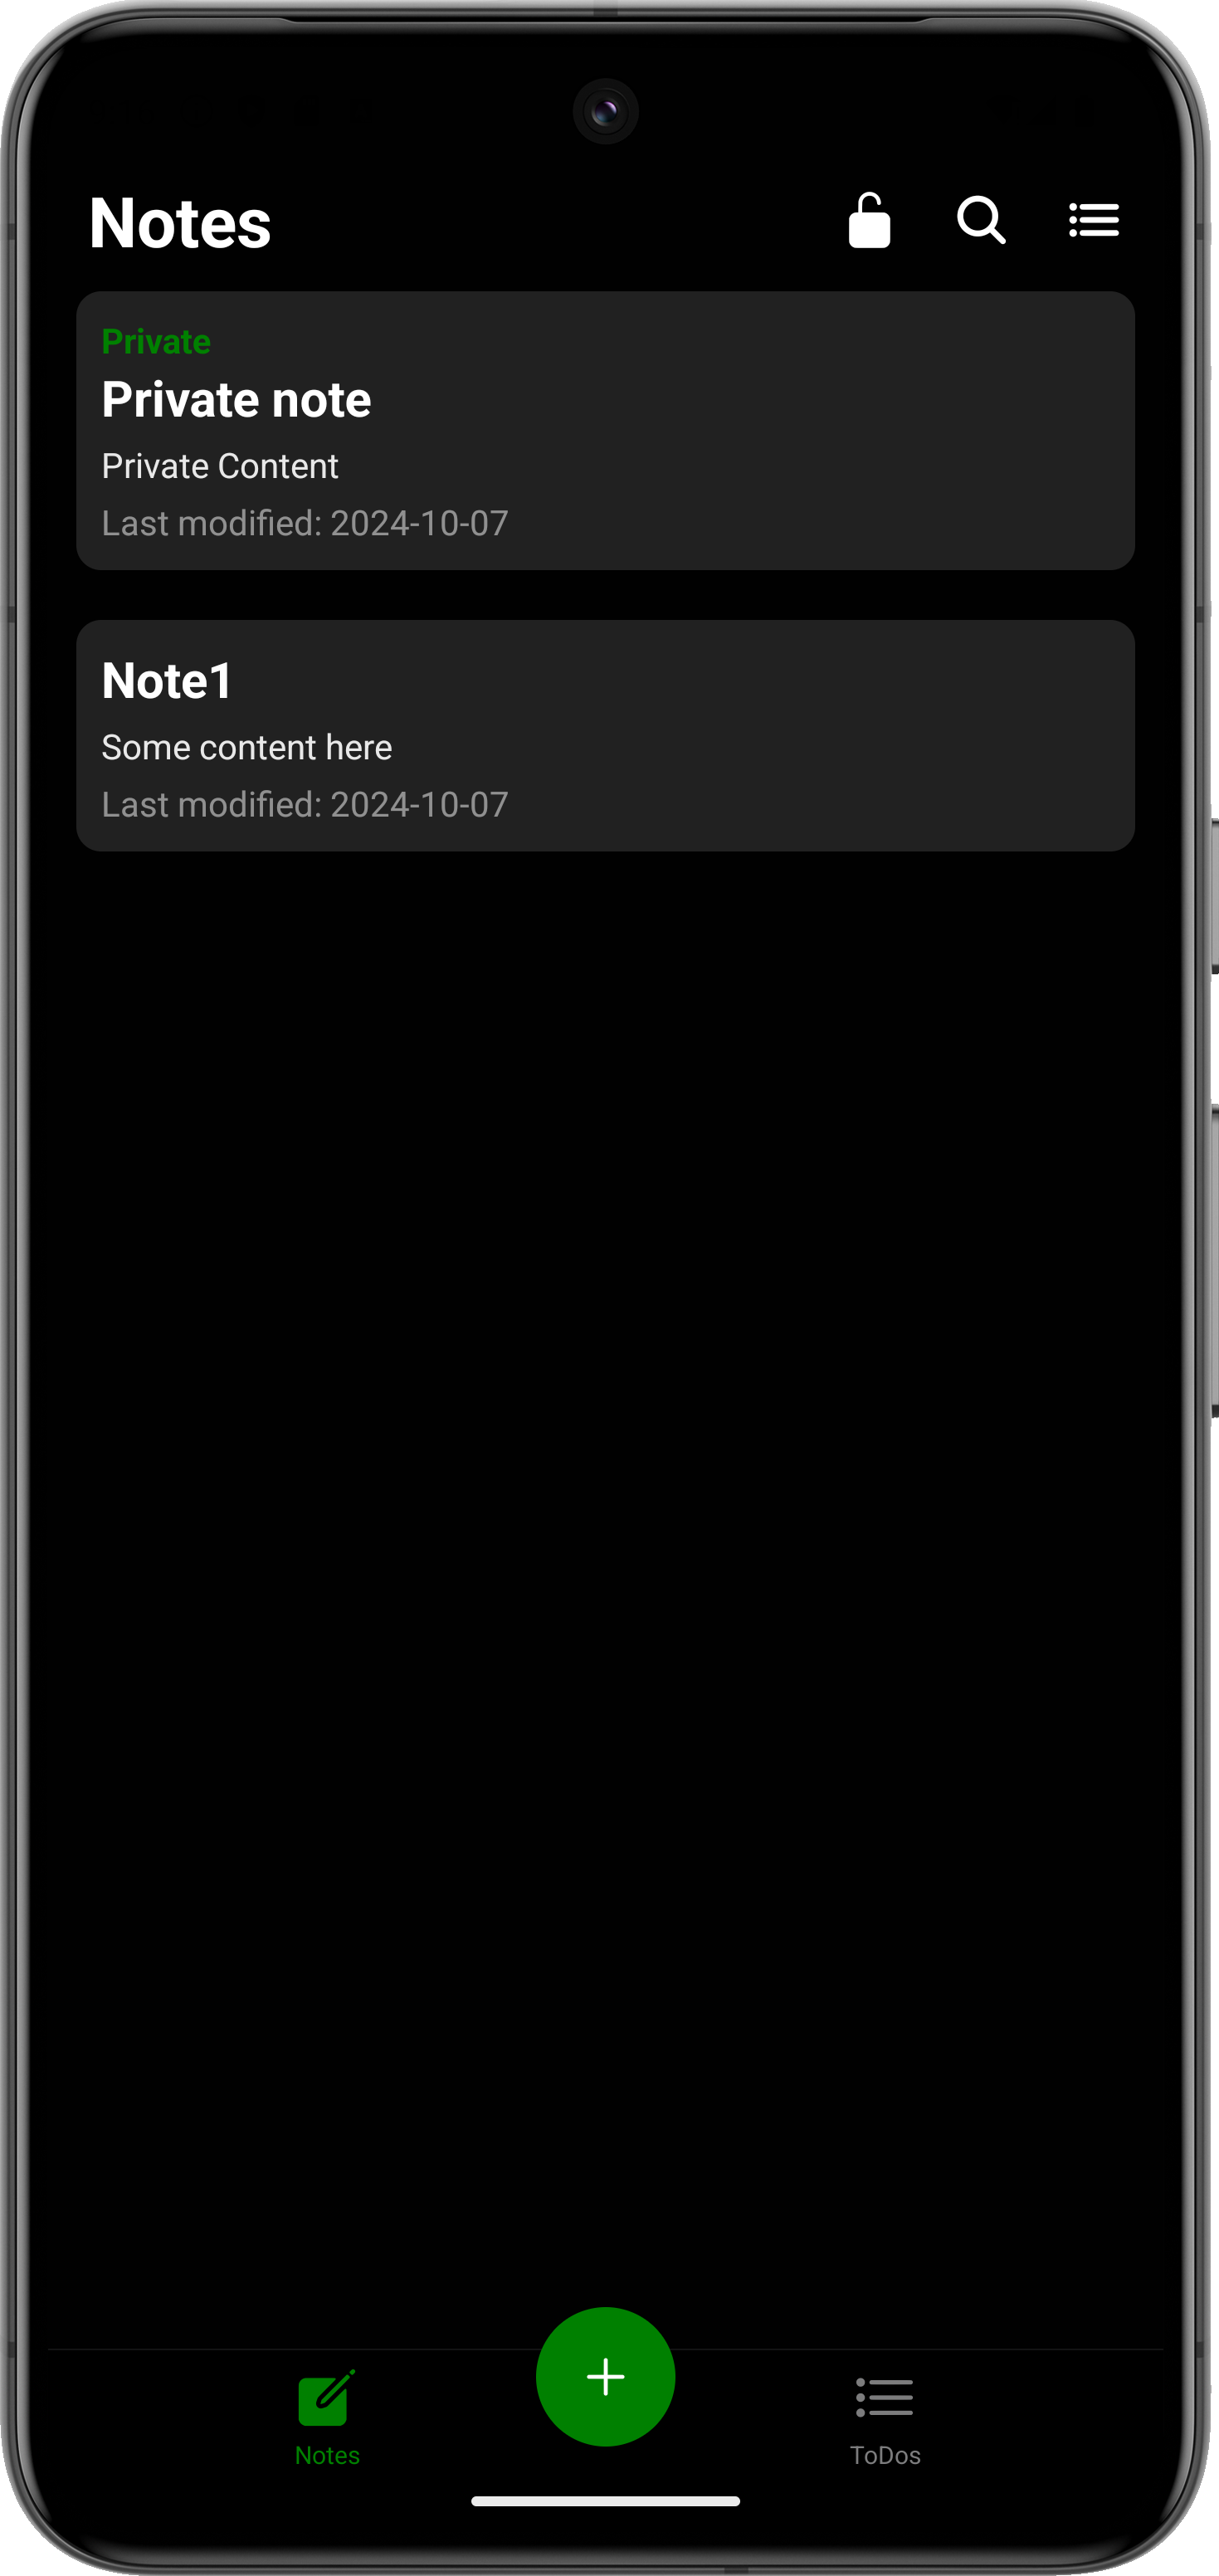 Notes
Private
Private note
Private Content
Last modified: 2024-10-07
Note1
Some content here
Last modified: 2024-10-07
Notes
ToDos